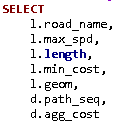 SELECT
l.road_name,
l.max_spd,
l.length,
l.min_cost,
l.geom,
d.path_seq,
d.agg_cost